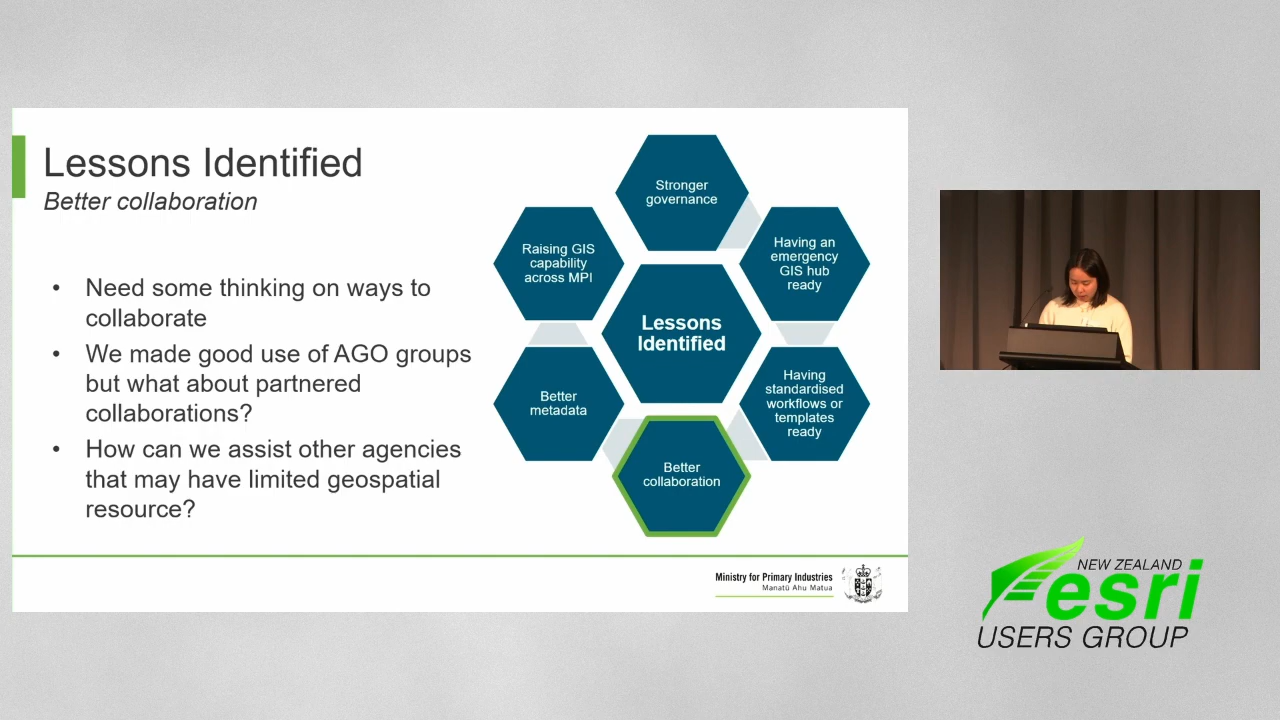 Lessons Identified
Better collaboration
• Need some thinking on ways to
collaborate
• We made good use of AGO groups
but what about partnered
collaborations?
• How can we assist other agencies
that may have limited geospatial
resource?
Stronger
governance
Having an
emergency
GIS hub
ready
Having
standardised
workflows or
templates
ready
Better
collaboration
Better
metadata
Raising GIS
capability
across MPI
Lessons
Identified
Ministry for Primary Industries
Manatū Ahu Matua
NEW ZEALAND
esri
USERS GROUP